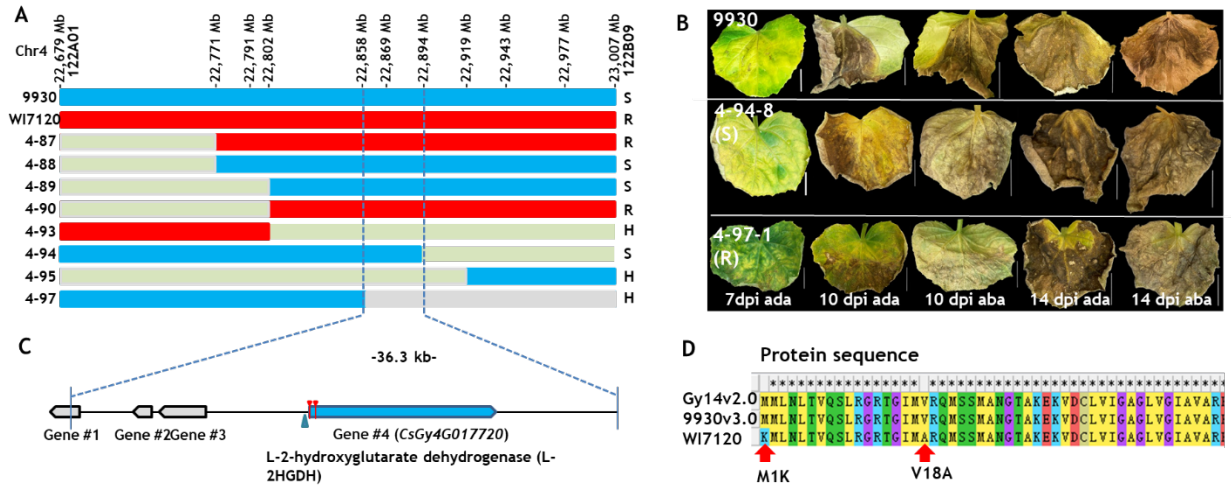 A
Chr4
22,679 Mb
122A01
22,771 Mb
22,791 Mb
22,802 Mb
22,858 Mb
22,869 Mb
22,894 Mb
22,919 Mb
22,943 Mb
22,977 Mb
23,007 Mb
122B09
9930 S
WI7120 R
4-87 R
4-88 S
4-89 S
4-90 R
4-93 H
4-94 S
4-95 H
4-97 H
B
9930
4-94-8
(S)
4-97-1
(R)
7dpi ada 10 dpi ada 10 dpi aba 14 dpi ada 14 dpi aba
C
-36.3 kb-
Gene #1 Gene #2 Gene #3 Gene #4 (CsGy4G017720)
L-2-hydroxyglutarate dehydrogenase (L-
2HGDH)
D
Protein sequence
***************** ********************************
Gy14v2.0 MMLNLTVQSLRGRTGIMVRQMSSMANGTAKEKVDCLVIGAGLVGIAVARE
9930v3.0 MMLNLTVQSLRGRTGIMVRQMSSMANGTAKEKVDCLVIGAGLVGIAVARE
WI7120 KMLNLTVQSLRGRTGIMARQMSSMANGTAKEKVDCLVIGAGLVGIAVARE
M1K V18A